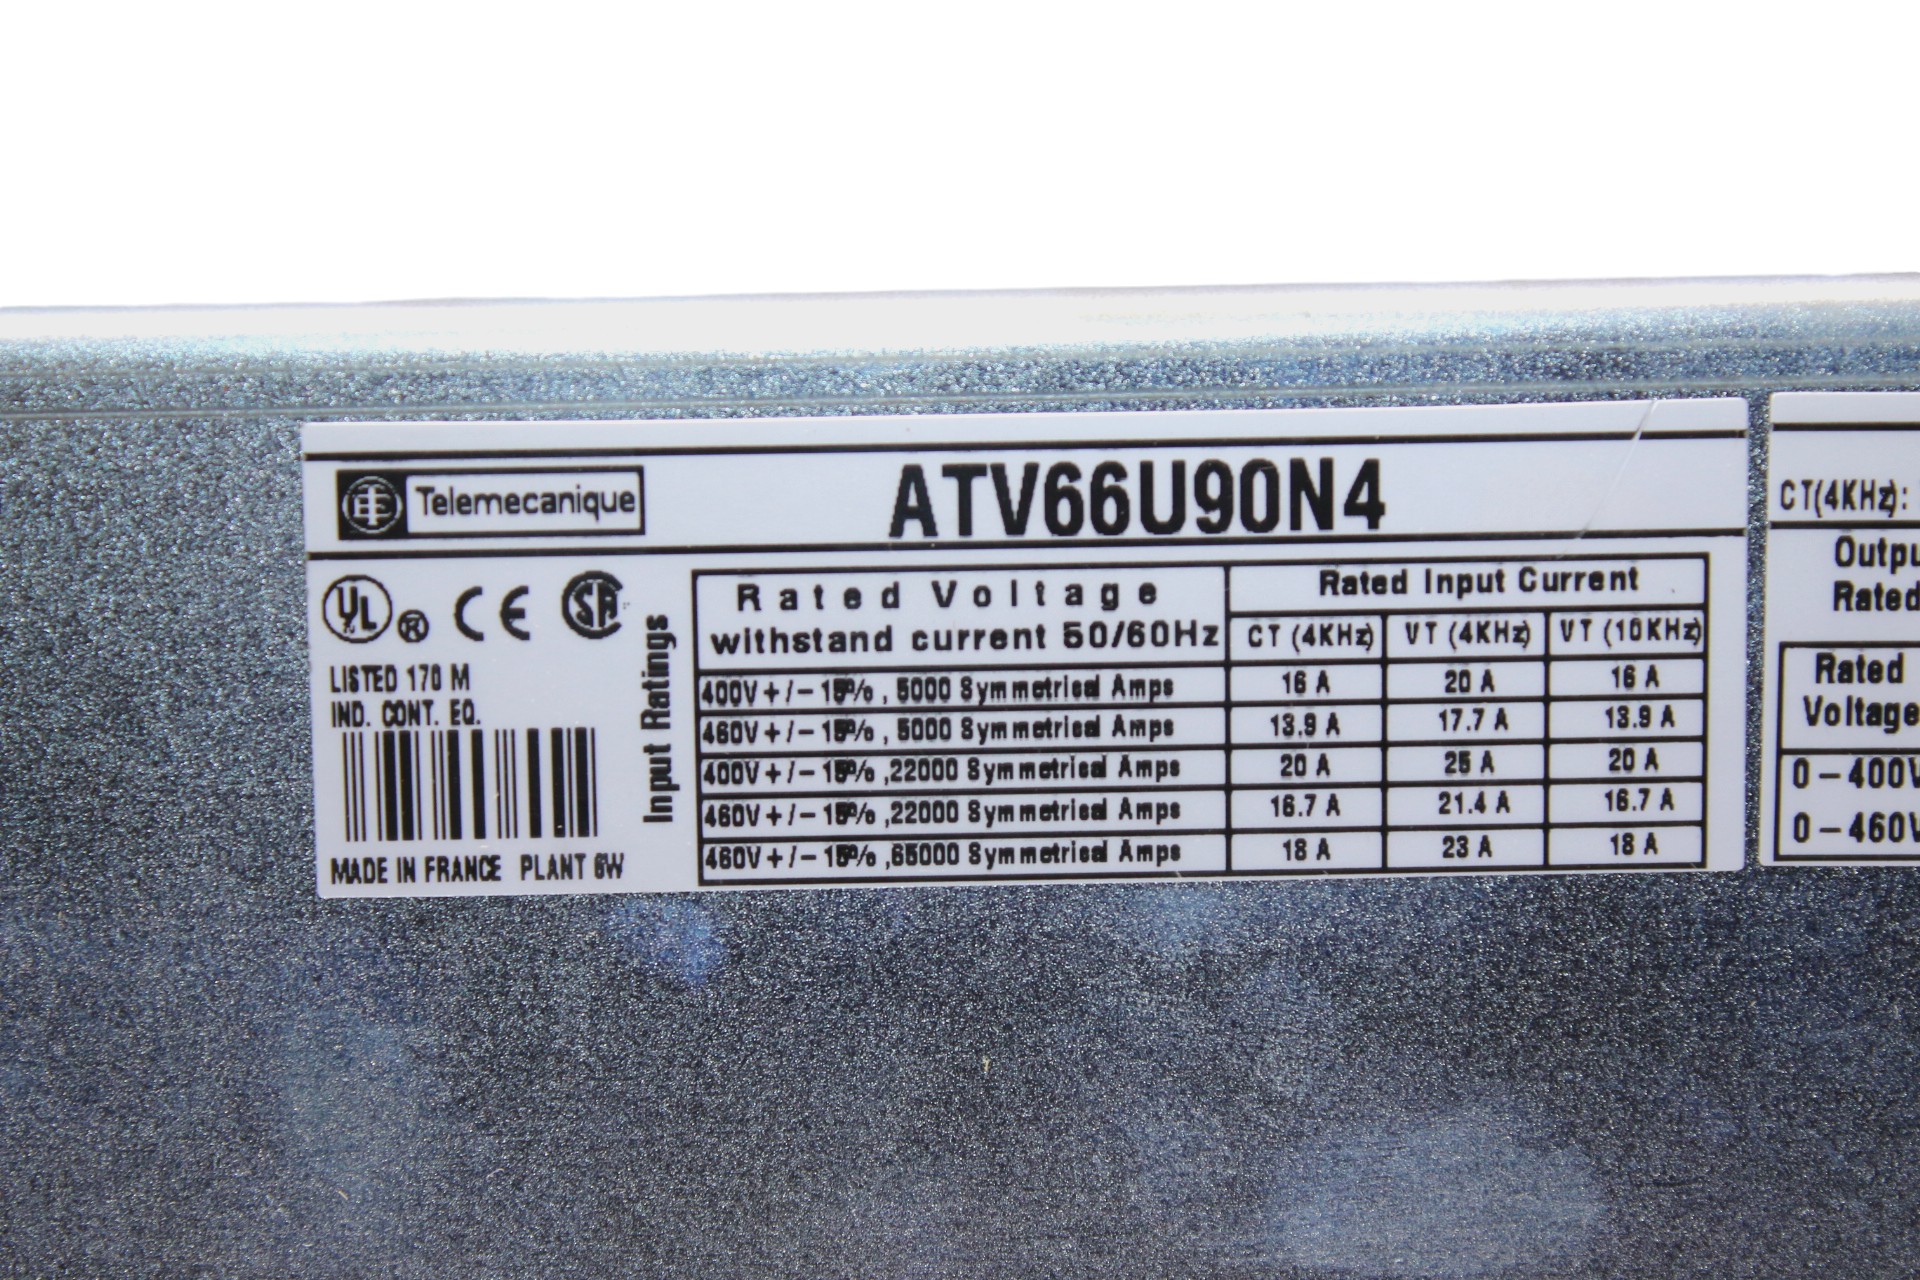 Telemecanique ATV66U90N4
UL ® CE SA
LISTED 170 M
IND. CONT. EQ.
MADE IN FRANCE PLANT 6W
Input Ratings
Rated Voltage Rated Input Current
withstand current 50/60Hz CT (4KHz) VT (4KHz) VT (10KHz)
400V +/- 15% , 5000 Symmetrical Amps 16 A 20 A 16 A
460V +/- 15% , 5000 Symmetrical Amps 13.9 A 17.7 A 13.9 A
400V +/- 15% ,22000 Symmetrical Amps 20 A 25 A 20 A
460V +/- 15% ,22000 Symmetrical Amps 16.7 A 21.4 A 16.7 A
460V +/- 15% ,65000 Symmetrical Amps 18 A 23 A 18 A
CT(4KHz):
Outpu
Rated
Rated
Voltage
0-400V
0-460V